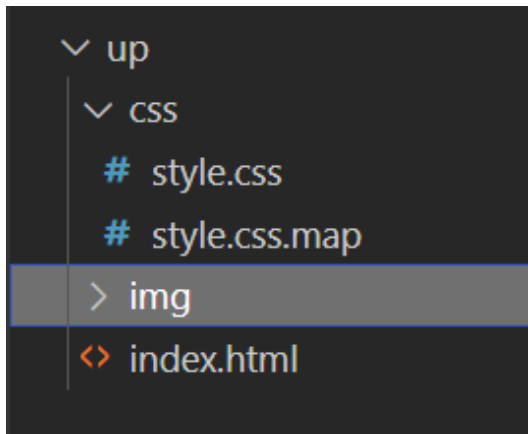 up
css
# style.css
# style.css.map
img
<> index.html